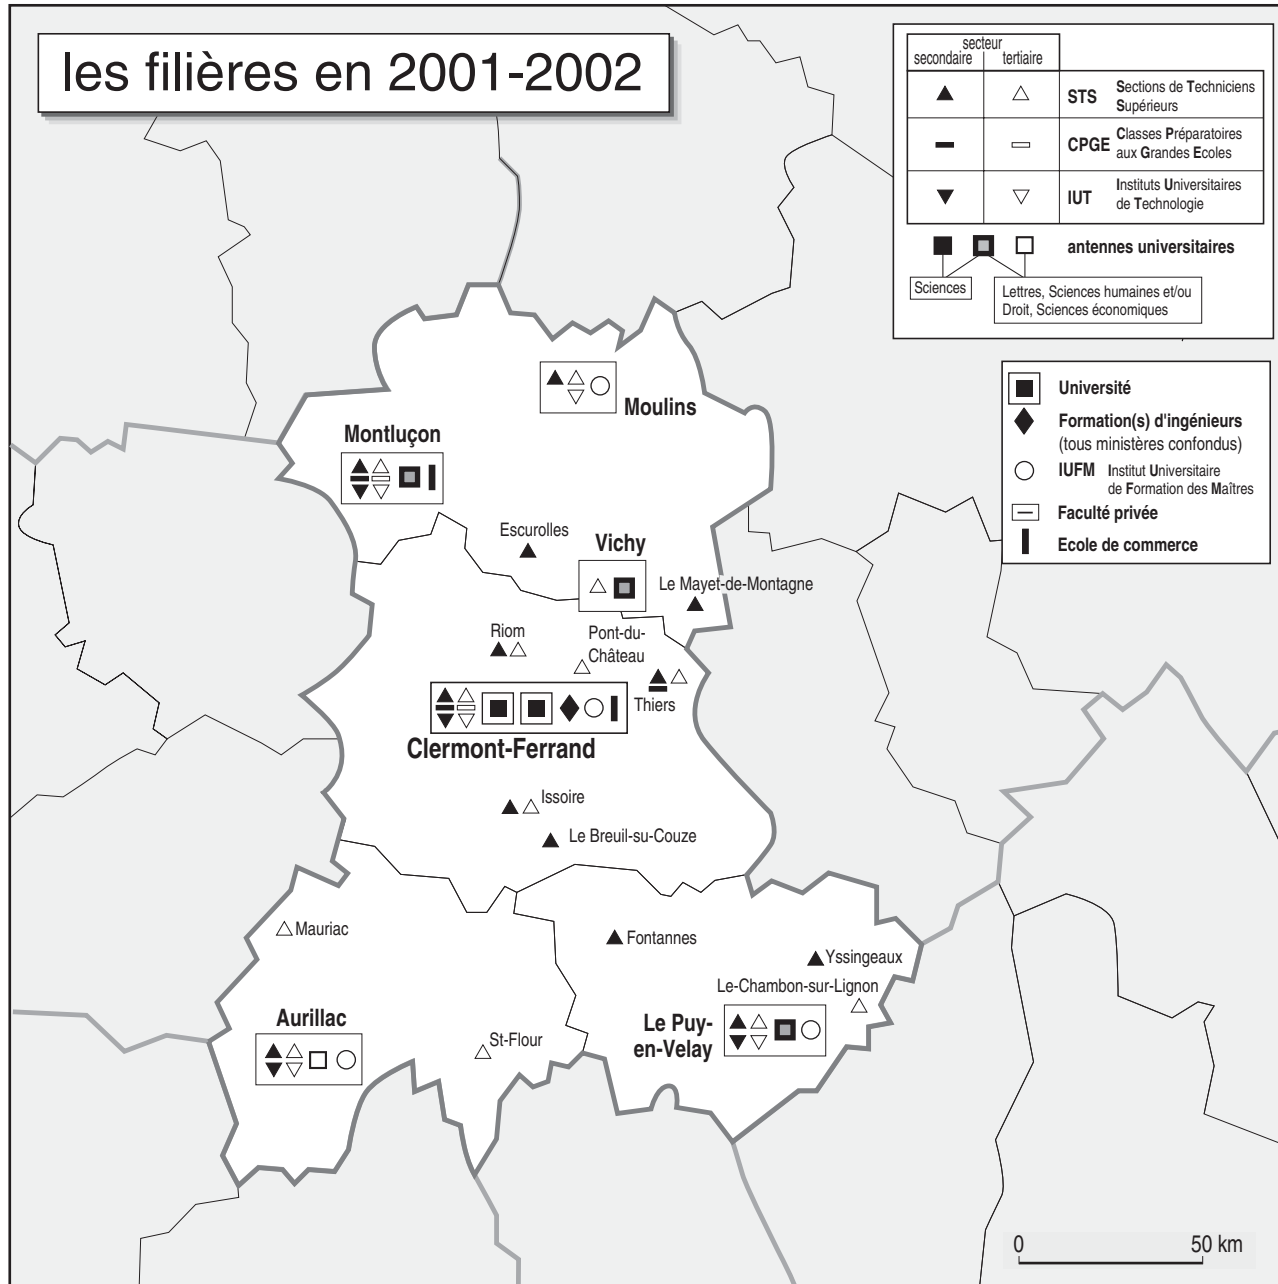 les filières en 2001-2002
secteur
secondaire
tertiaire
STS
Sections de Techniciens
Supérieurs
CPGE
Classes Préparatoires
aux Grandes Ecoles
IUT
Instituts Universitaires
de Technologie
antennes universitaires
Sciences
Lettres, Sciences humaines et/ou
Droit, Sciences économiques
Université
Formation(s) d'ingénieurs
(tous ministères confondus)
IUFM
Institut Universitaire
de Formation des Maîtres
Faculté privée
Ecole de commerce
Moulins
Montluçon
Escurolles
Vichy
Le Mayet-de-Montagne
Riom
Pont-du-
Château
Thiers
Clermont-Ferrand
Issoire
Le Breuil-su-Couze
Mauriac
Fontannes
Yssingeaux
Le-Chambon-sur-Lignon
Aurillac
St-Flour
Le Puy-
en-Velay
0
50 km